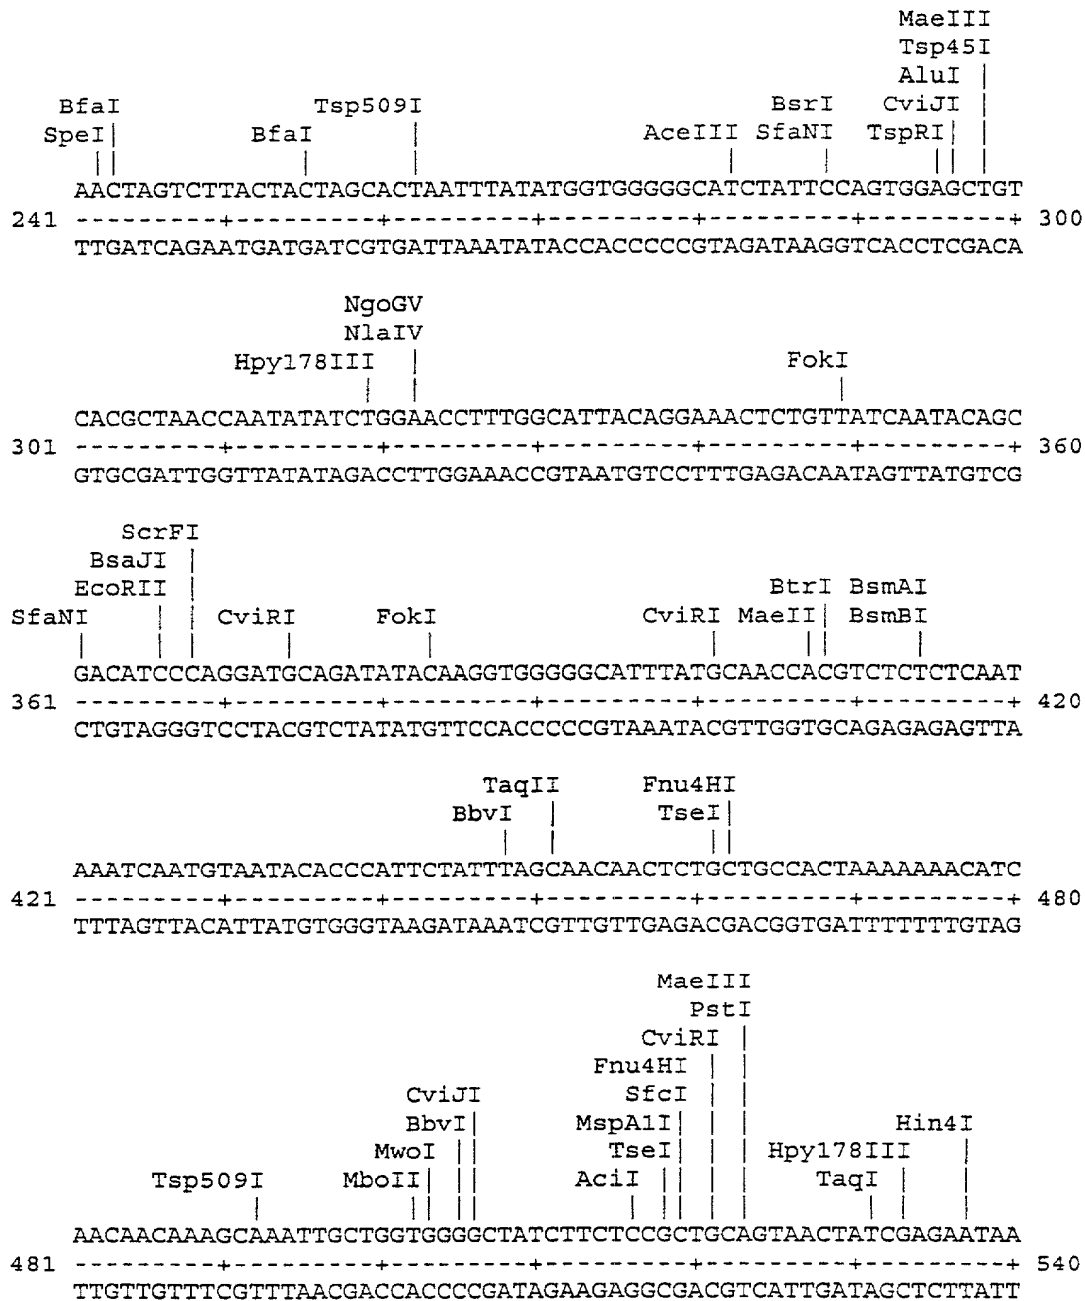 MaeIII
Tsp45I
AluI
BfaI Tsp509I BsrI CviJI
SpeI BfaI AceIII SfaNI TspRI
AACTAGTCTTACTACTAGCACTAATTTATATGGTGGGGGCATCTATTCCAGTGGAGCTGT
241 ---------+---------+---------+---------+---------+---------+ 300
TTGATCAGAATGATGATCGTGATTAAATATACCACCCCCGTAGATAAGGTCACCTCGACA
NgoGV
NlaIV
Hpy178III FokI
CACGCTAACCAATATATCTGGAACCTTTGGCATTACAGGAAACTCTGTTATCAATACAGC
301 ---------+---------+---------+---------+---------+---------+ 360
GTGCGATTGGTTATATAGACCTTGGAAACCGTAATGTCCTTTGAGACAATAGTTATGTCG
ScrFI
BsaJI
EcoRII BtrI BsmAI
SfaNI CviRI FokI CviRI MaeII BsmBI
GACATCCCAGGATGCAGATATACAAGGTGGGGGCATTTATGCAACCACGTCTCTCTCAAT
361 ---------+---------+---------+---------+---------+---------+ 420
CTGTAGGGTCCTACGTCTATATGTTCCACCCCCGTAAATACGTTGGTGCAGAGAGAGTTA
TaqII Fnu4HI
BbvI TseI
AAATCAATGTAATACACCCATTCTATTTAGCAACAACTCTGCTGCCACTAAAAAAACATC
421 ---------+---------+---------+---------+---------+---------+ 480
TTTAGTTACATTATGTGGGTAAGATAAATCGTTGTTGAGACGACGGTGATTTTTTTGTAG
MaeIII
PstI
CviRI
Fnu4HI
CviJI SfcI
BbvI MspA1I Hin4I
MwoI TseI Hpy178III
Tsp509I MboII AciI TaqI
AACAACAAAGCAAATTGCTGGTGGGGCTATCTTCTCCGCTGCAGTAACTATCGAGAATAA
481 ---------+---------+---------+---------+---------+---------+ 540
TTGTTGTTTCGTTTAACGACCACCCCGATAGAAGAGGCGACGTCATTGATAGCTCTTATT